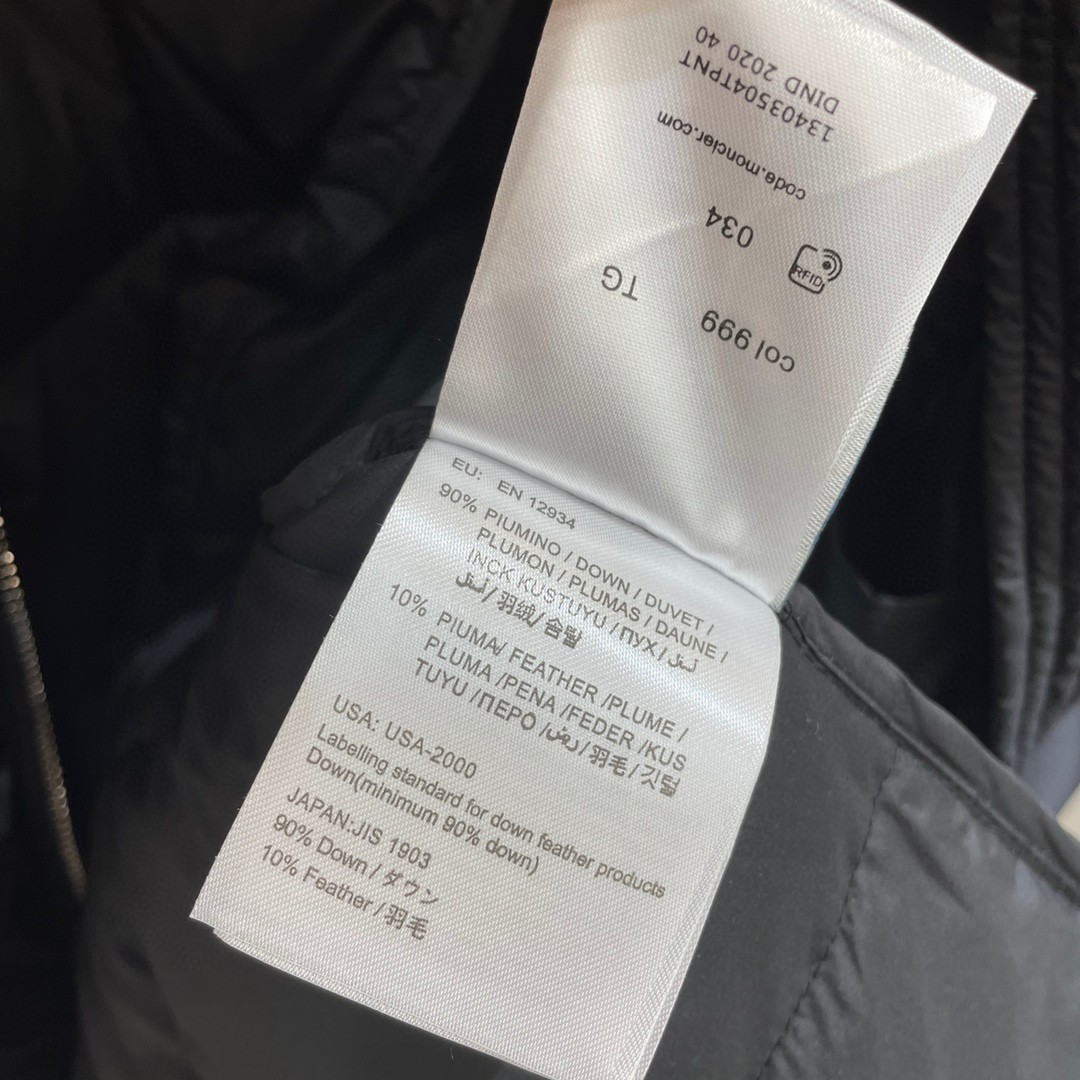 col 999
TG
034
RFID
code.moncler.com
13403504TPNT
DIND 2020 40
EU: EN 12934
90% PIUMINO / DOWN / DUVET /
PLUMON / PLUMAS / DAUNE /
INCK KUSTUYU / ПУХ /
/ 羽绒 / 솜털
10% PIUMA/ FEATHER /PLUME /
PLUMA /PENA /FEDER /KUS
TUYU /ПЕРО / / 羽毛 / 깃털
USA: USA-2000
Labelling standard for down feather products
Down(minimum 90% down)
JAPAN:JIS 1903
90% Down / ダウン
10% Feather / 羽毛